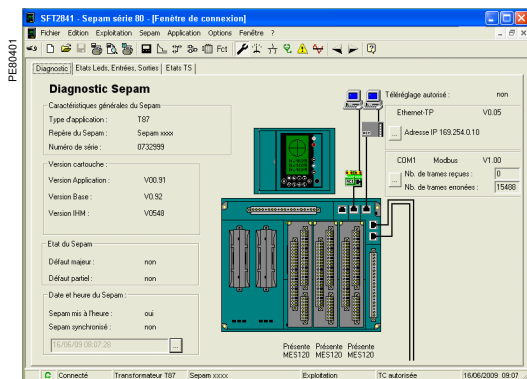 PE80401
SFT2841 - Sepam série 80 - [Fenêtre de connexion]
Fichier Edition Exploitation Sepam Application Options Fenêtre ?
Fct
Diagnostic Etats Leds, Entrées, Sorties Etats TS
Diagnostic Sepam
Caractéristiques générales du Sepam
Type d'application : T87
Repère du Sepam : Sepam xxxx
Numéro de série : 0732999
Version cartouche :
Version Application : V00.91
Version Base : V0.92
Version IHM : V0548
Etat du Sepam
Défaut majeur : non
Défaut partiel : non
Date et heure du Sepam :
Sepam mis à l'heure : oui
Sepam synchronisé : non
16/06/09 08:07:28 ...
Téléréglage autorisé : non
Ethernet-TP V0.05
... Adresse IP 169.254.0.10
COM1 Modbus V1.00
... Nb. de trames reçues : 0
Nb. de trames erronées : 15488
Présente Présente Présente
MES120 MES120 MES120
Connecté Transformateur T87 Sepam xxxx Exploitation TC autorisée 16/06/2009 09:07